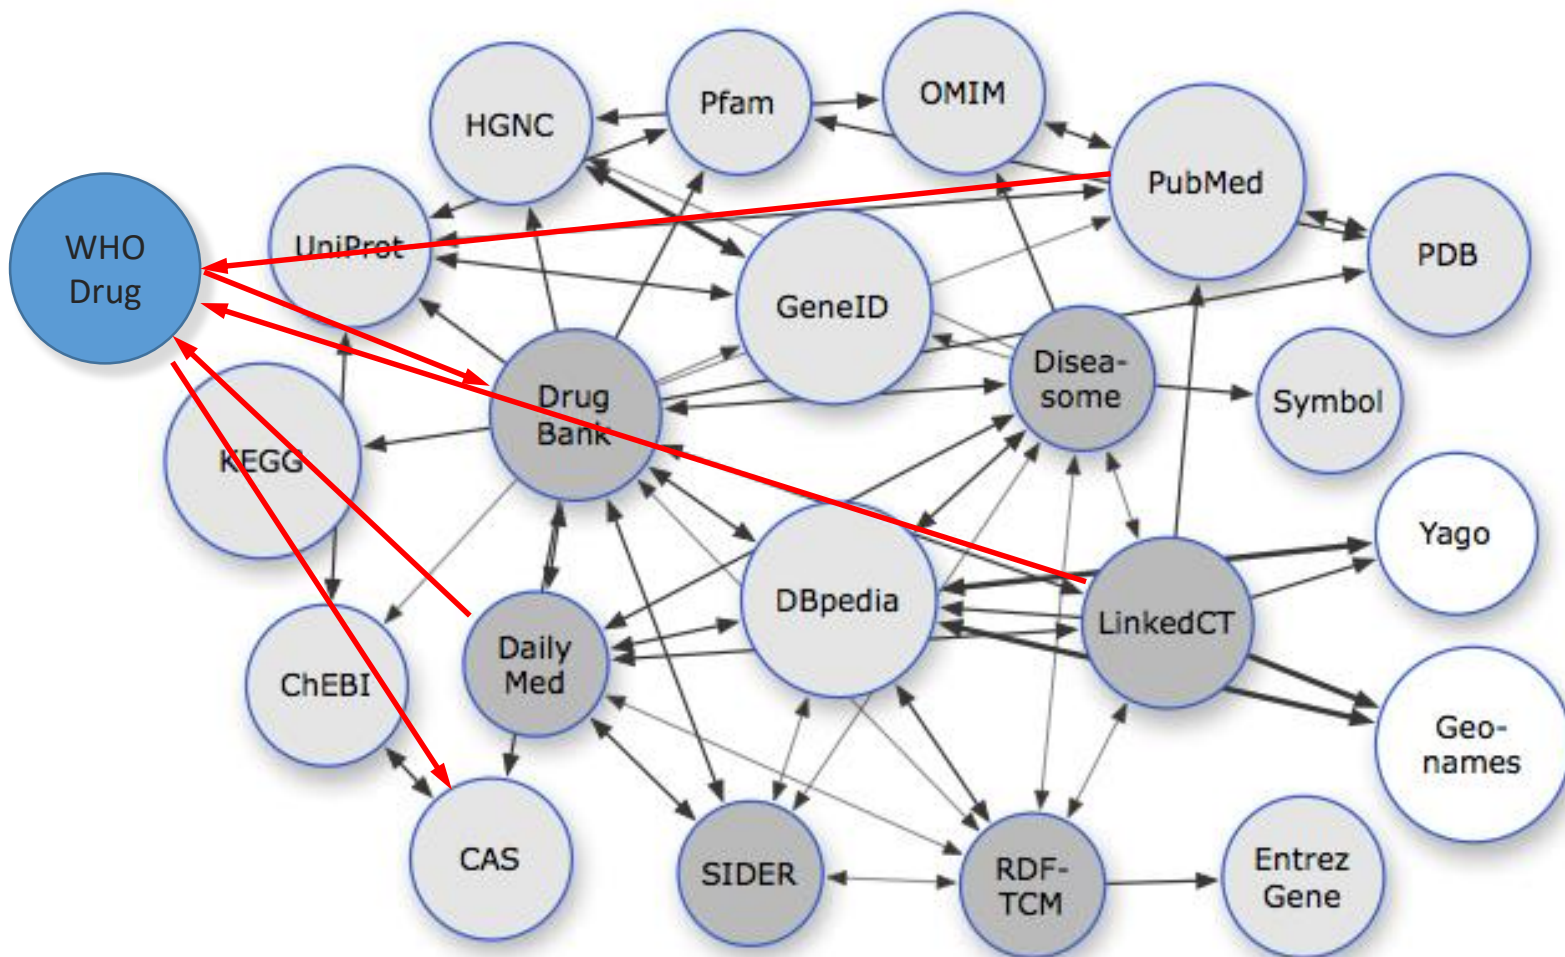 OMIM
Pfam
HGNC
PubMed
WHO
Drug
UniProt
PDB
GeneID
Disea-
some
Symbol
Drug
Bank
KEGG
Yago
DBpedia
LinkedCT
Daily
Med
ChEBI
Geo-
names
CAS
SIDER
RDF-
TCM
Entrez
Gene